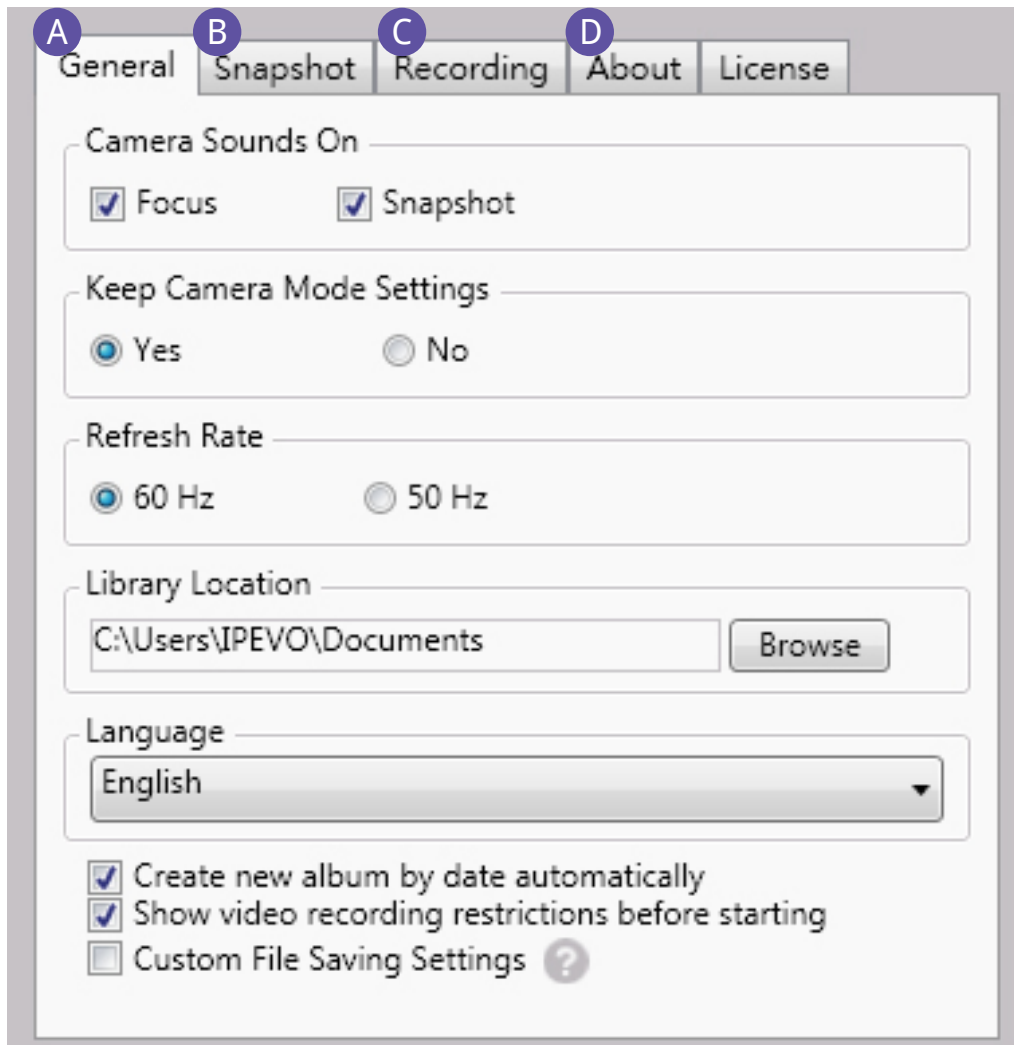 A B C D
General Snapshot Recording About License
Camera Sounds On
Focus Snapshot
Keep Camera Mode Settings
Yes No
Refresh Rate
60 Hz 50 Hz
Library Location
C:\Users\IPEVO\Documents Browse
Language
English
Create new album by date automatically
Show video recording restrictions before starting
Custom File Saving Settings ?